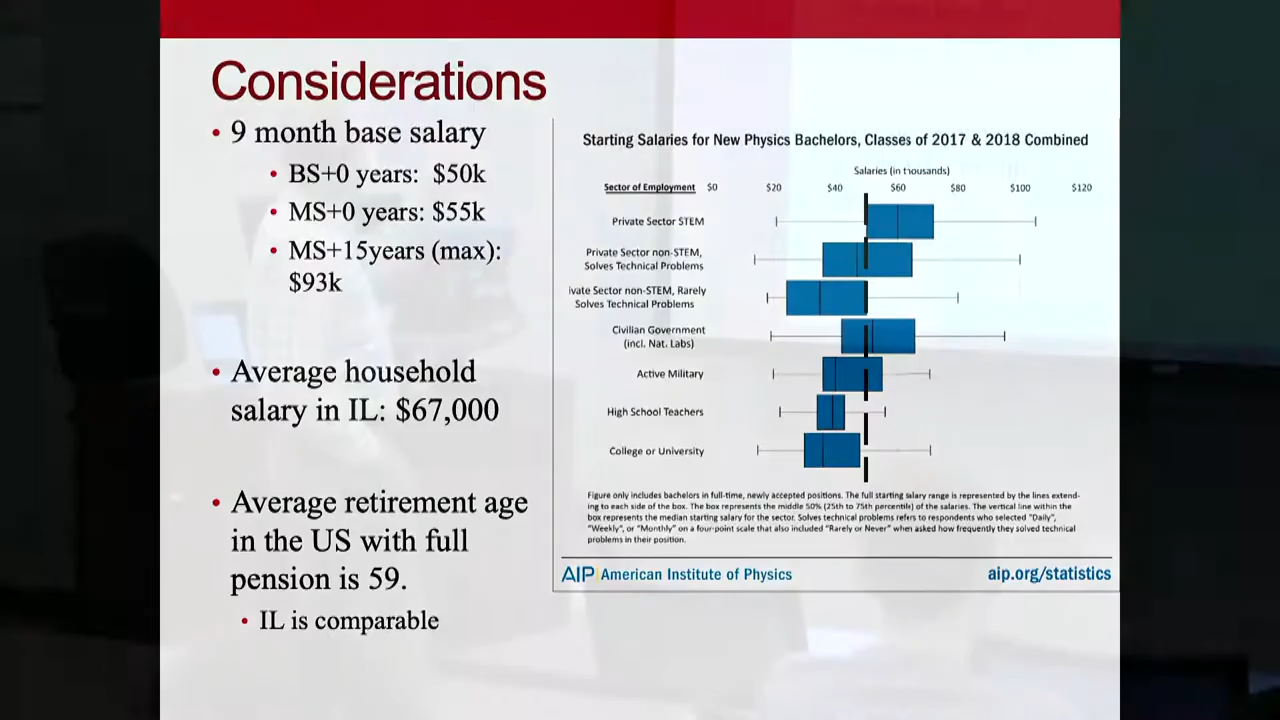 Considerations
• 9 month base salary
• BS+0 years: $50k
• MS+0 years: $55k
• MS+15years (max):
$93k
• Average household
salary in IL: $67,000
• Average retirement age
in the US with full
pension is 59.
• IL is comparable
Starting Salaries for New Physics Bachelors, Classes of 2017 & 2018 Combined
Salaries (in thousands)
Sector of Employment $0 $20 $40 $60 $80 $100 $120
Private Sector STEM
Private Sector non-STEM,
Solves Technical Problems
ivate Sector non-STEM, Rarely
Solves Technical Problems
Civilian Government
(incl. Nat. Labs)
Active Military
High School Teachers
College or University
Figure only includes bachelors in full-time, newly accepted positions. The full starting salary range is represented by the lines extend-
ing to each side of the box. The box represents the middle 50% (25th to 75th percentile) of the salaries. The vertical line within the
box represents the median starting salary for the sector. Solves technical problems refers to respondents who selected "Daily",
"Weekly", or "Monthly" on a four-point scale that also included "Rarely or Never" when asked how frequently they solved technical
problems in their position.
AIP American Institute of Physics
aip.org/statistics